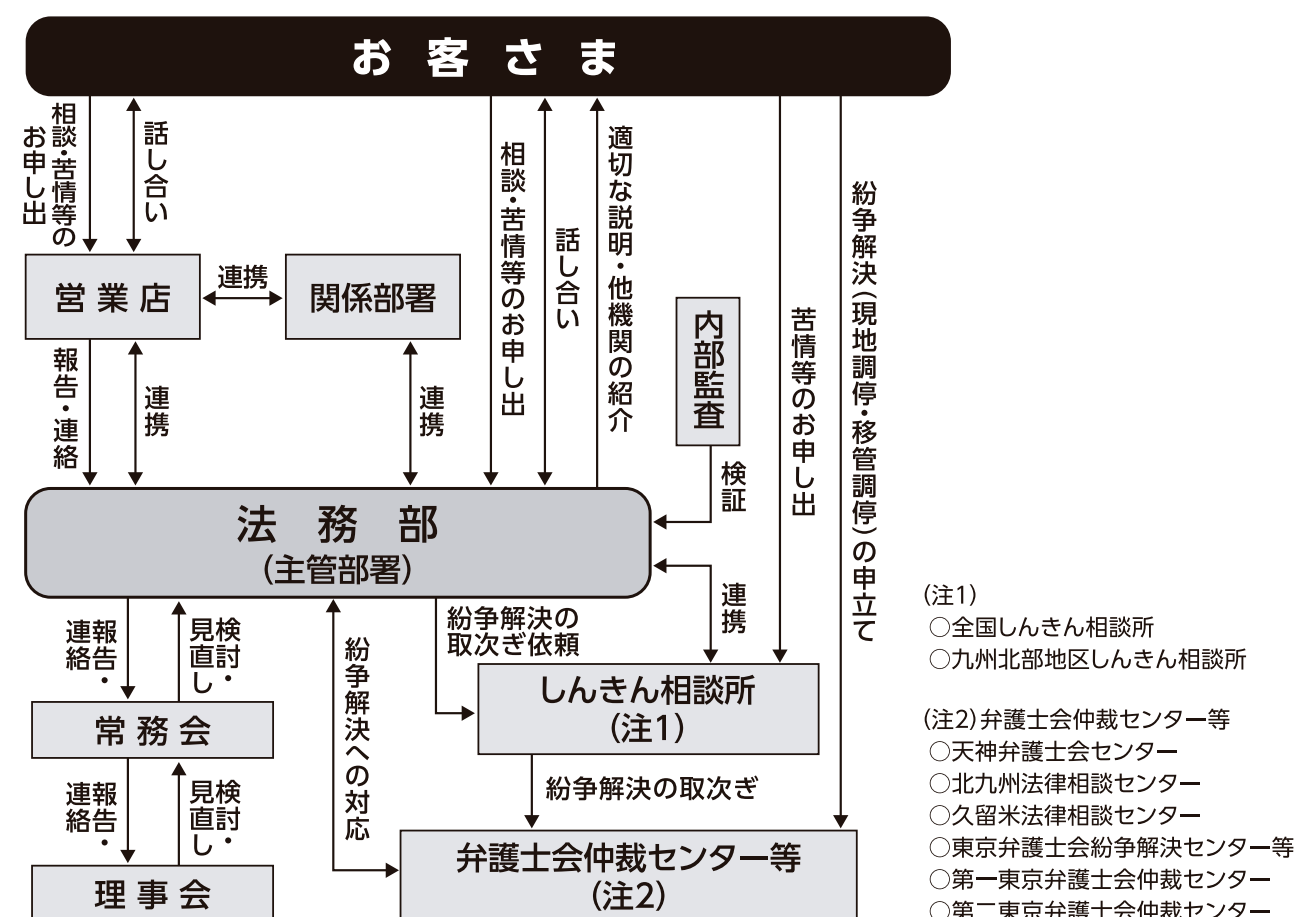 お客さま
相談・苦情等の
お申し出
話し合い
相談・苦情等のお申し出
話し合い
適切な説明・他機関の紹介
苦情等のお申し出
紛争解決(現地調停・移管調停)の申立て
営業店
連携
関係部署
内部監査
報告・連絡
連携
連携
検証
法務部
(主管部署)
連携
報告・
連絡
検討・
見直し
紛争解決への対応
紛争解決の
取次ぎ依頼
しんきん相談所
(注1)
常務会
紛争解決の取次ぎ
報告・
連絡
検討・
見直し
弁護士会仲裁センター等
(注2)
理事会
(注1)
○全国しんきん相談所
○九州北部地区しんきん相談所
(注2)弁護士会仲裁センター等
○天神弁護士会センター
○北九州法律相談センター
○久留米法律相談センター
○東京弁護士会紛争解決センター等
○第一東京弁護士会仲裁センター
○第二東京弁護士会仲裁センター